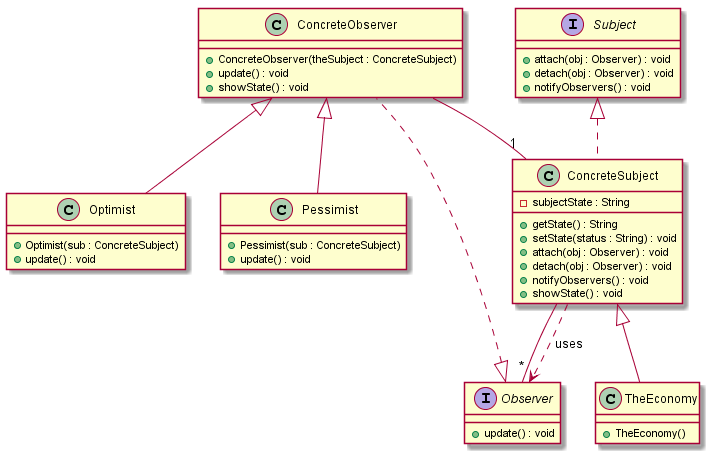 C ConcreteObserver
ConcreteObserver(theSubject : ConcreteSubject)
update() : void
showState() : void
I Subject
attach(obj : Observer) : void
detach(obj : Observer) : void
notifyObservers() : void
1
C Optimist
Optimist(sub : ConcreteSubject)
update() : void
C Pessimist
Pessimist(sub : ConcreteSubject)
update() : void
C ConcreteSubject
subjectState : String
getState() : String
setState(status : String) : void
attach(obj : Observer) : void
detach(obj : Observer) : void
notifyObservers() : void
showState() : void
uses
*
I Observer
update() : void
C TheEconomy
TheEconomy()